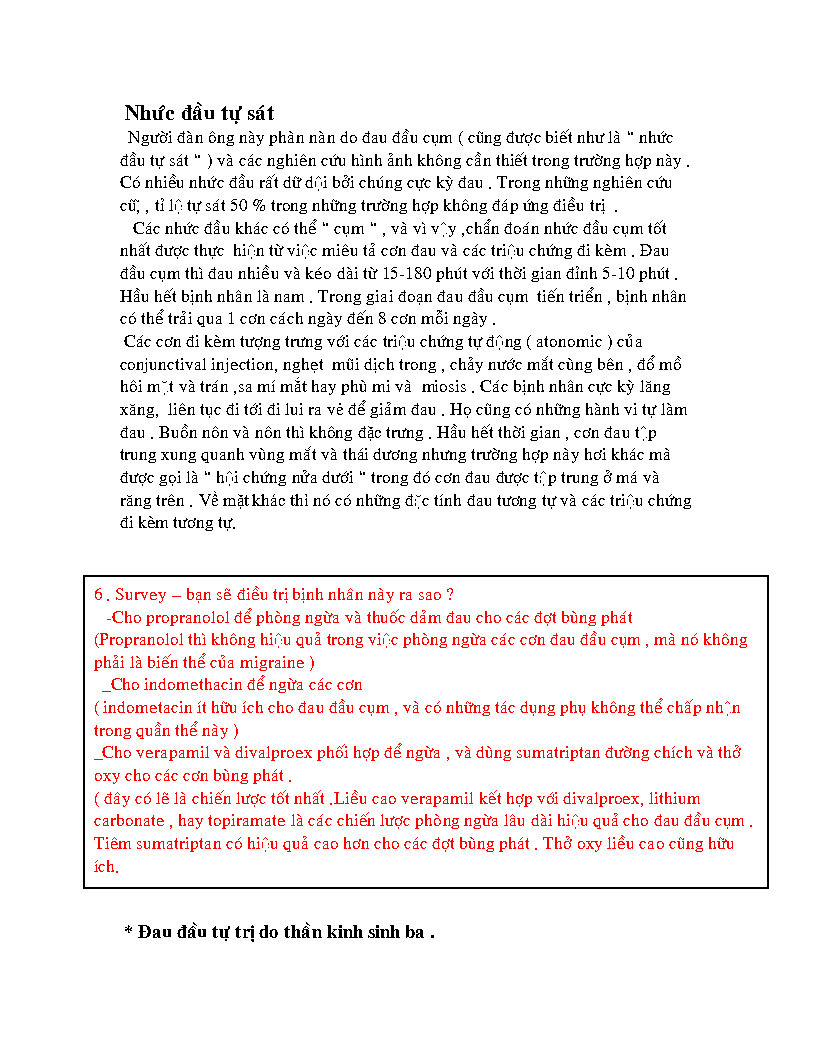 Nhức đầu tự sát
Người đàn ông này phàn nàn do đau đầu cụm ( cũng được biết như là “ nhức
đầu tự sát “ ) và các nghiên cứu hình ảnh không cần thiết trong trường hợp này .
Có nhiều nhức đầu rất dữ dội bởi chúng cực kỳ đau . Trong những nghiên cứu
cữ, , tỉ lộ tự sát 50 % trong những trường hợp không đáp ứng điều trị .
Các nhức đầu khác có thể “ cụm “ , và vì vậy ,chẩn đoán nhức đầu cụm tốt
nhất được thực hiện từ việc miêu tả cơn đau và các triệu chứng đi kèm . Đau
đầu cụm thì đau nhiều và kéo dài từ 15-180 phút với thời gian đỉnh 5-10 phút .
Hầu hết bịnh nhân là nam . Trong giai đoạn đau đầu cụm tiến triển , bịnh nhân
có thể trải qua 1 cơn cách ngày đến 8 cơn mỗi ngày .
Các cơn đi kèm tượng trưng với các triệu chứng tự động ( atonomic ) của
conjunctival injection, nghẹt mũi dịch trong , chảy nước mắt cùng bên , đổ mồ
hôi mặt và trán ,sa mí mắt hay phù mi và miosis . Các bịnh nhân cực kỳ lăng
xăng, liên tục đi tới đi lui ra vẻ để giảm đau . Họ cũng có những hành vi tự làm
đau . Buồn nôn và nôn thì không đặc trưng . Hầu hết thời gian , cơn đau tập
trung xung quanh vùng mắt và thái dương nhưng trường hợp này hơi khác mà
được gọi là “ hội chứng nửa dưới “ trong đó cơn đau được tập trung ở má và
răng trên . Về mặt khác thì nó có những đặc tính đau tương tự và các triệu chứng
đi kèm tương tự.
6 . Survey – bạn sẽ điều trị bịnh nhân này ra sao ?
-Cho propranolol để phòng ngừa và thuốc dảm đau cho các đợt bùng phát
(Propranolol thì không hiệu quả trong việc phòng ngừa các cơn đau đầu cụm , mà nó không
phải là biến thể của migraine )
_Cho indomethacin để ngừa các cơn
( indometacin ít hữu ích cho đau đầu cụm , và có những tác dụng phụ không thể chấp nhận
trong quần thể này )
_Cho verapamil và divalproex phối hợp để ngừa , và dùng sumatriptan đường chích và thở
oxy cho các cơn bùng phát .
( đây có lẽ là chiến lược tốt nhất .Liều cao verapamil kết hợp với divalproex, lithium
carbonate , hay topiramate là các chiến lược phòng ngừa lâu dài hiệu quả cho đau đầu cụm .
Tiêm sumatriptan có hiệu quả cao hơn cho các đợt bùng phát . Thở oxy liều cao cũng hữu
ích.
* Đau đầu tự trị do thần kinh sinh ba .